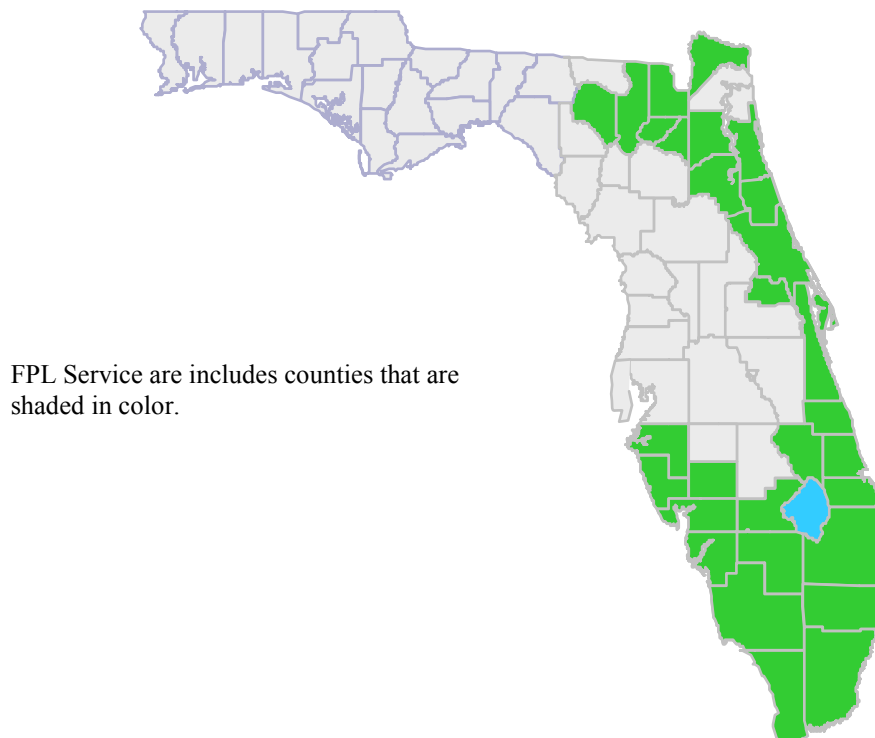 FPL Service are includes counties that are
shaded in color.